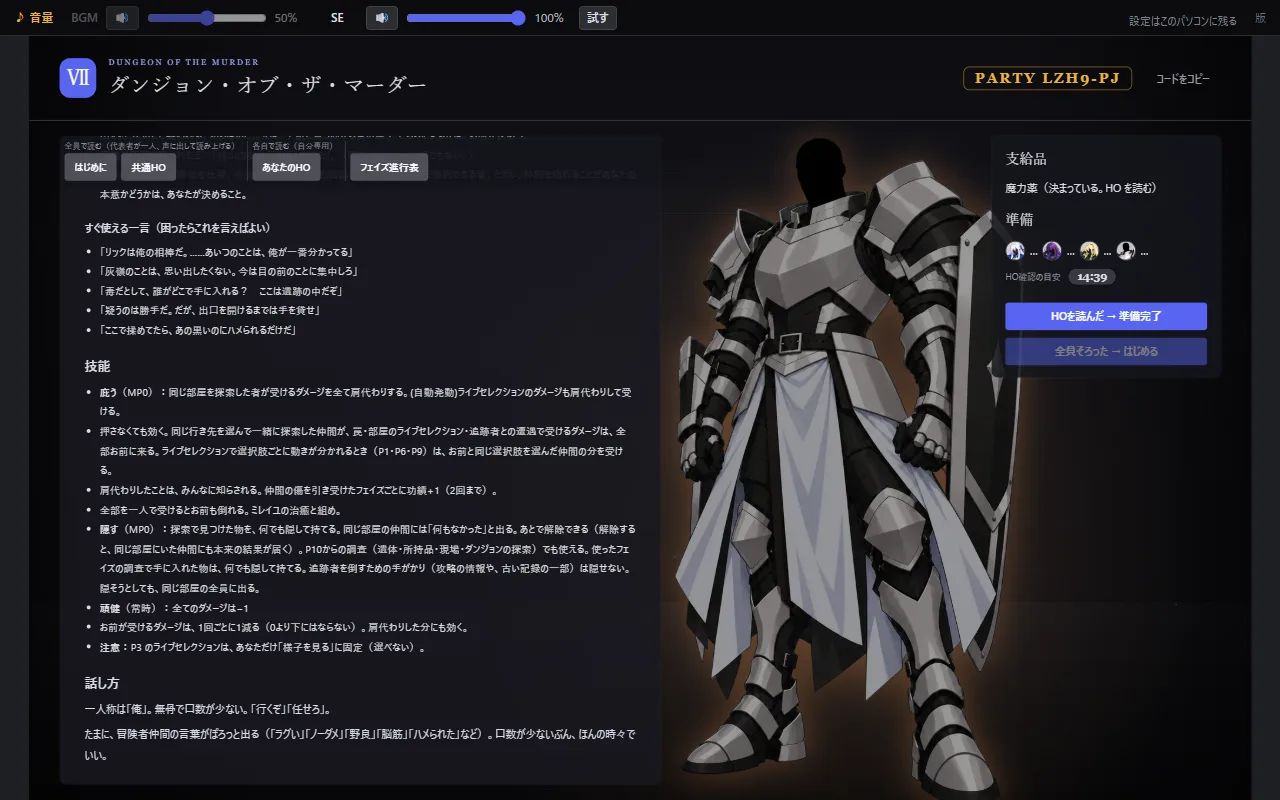 ♪ 音量 BGM 50% SE 100% 試す 設定はこのパソコンに残る 版
VII
DUNGEON OF THE MURDER
ダンジョン・オブ・ザ・マーダー
PARTY LZH9-PJ コードをコピー
全員で読む（代表者が一人、声に出して読み上げる） 各自で読む（自分専用）
はじめに 共通HO あなたのHO フェイズ進行表
本意かどうかは、あなたが決めること。
すぐ使える一言（困ったらこれを言えばよい）
• 「リックは俺の相棒だ。……あいつのことは、俺が一番分かってる」
• 「灰嶺のことは、思い出したくない。今は目の前のことに集中しろ」
• 「毒だとして、誰がどこで手に入れる？　ここは遺跡の中だぞ」
• 「疑うのは勝手だ。だが、出口を開けるまでは手を貸せ」
• 「ここで揉めてたら、あの黒いのにハメられるだけだ」
技能
• 庇う（MP0）：同じ部屋を探索した者が受けるダメージを全て肩代わりする。(自動発動)ライブセレクションのダメージも肩代わりして受
ける。
• 押さなくても効く。同じ行き先を選んで一緒に探索した仲間が、罠・部屋のライブセレクション・追跡者との遭遇で受けるダメージは、全
部お前に来る。ライブセレクションで選択肢ごとに動きが分かれるとき（P1・P6・P9）は、お前と同じ選択肢を選んだ仲間の分を受け
る。
• 肩代わりしたことは、みんなに知らされる。仲間の傷を引き受けたフェイズごとに功績+1（2回まで）。
• 全部を一人で受けるとお前も倒れる。ミレイユの治癒と組め。
• 隠す（MP0）：探索で見つけた物を、何でも隠して持てる。同じ部屋の仲間には「何もなかった」と出る。あとで解除できる（解除する
と、同じ部屋にいた仲間にも本来の結果が届く）。P10からの調査（遺体・所持品・現場・ダンジョンの探索）でも使える。使ったフェ
イズの調査で手に入れた物は、何でも隠して持てる。追跡者を倒すための手がかり（攻略の情報や、古い記録の一部）は隠せない。
隠そうとしても、同じ部屋の全員に出る。
• 頑健（常時）：全てのダメージは−1
• お前が受けるダメージは、1回ごとに1減る（0より下にはならない）。肩代わりした分にも効く。
• 注意：P3 のライブセレクションは、あなただけ「様子を見る」に固定（選べない）。
話し方
一人称は「俺」。無骨で口数が少ない。「行くぞ」「任せろ」。
たまに、冒険者仲間の言葉がぽろっと出る（「ラグい」「ノーダメ」「野良」「脳筋」「ハメられた」など）。口数が少ないぶん、ほんの時々で
いい。
支給品
魔力薬（決まっている。HO を読む）
準備
… … … …
HO確認の目安 14:39
HOを読んだ → 準備完了
全員そろった → はじめる